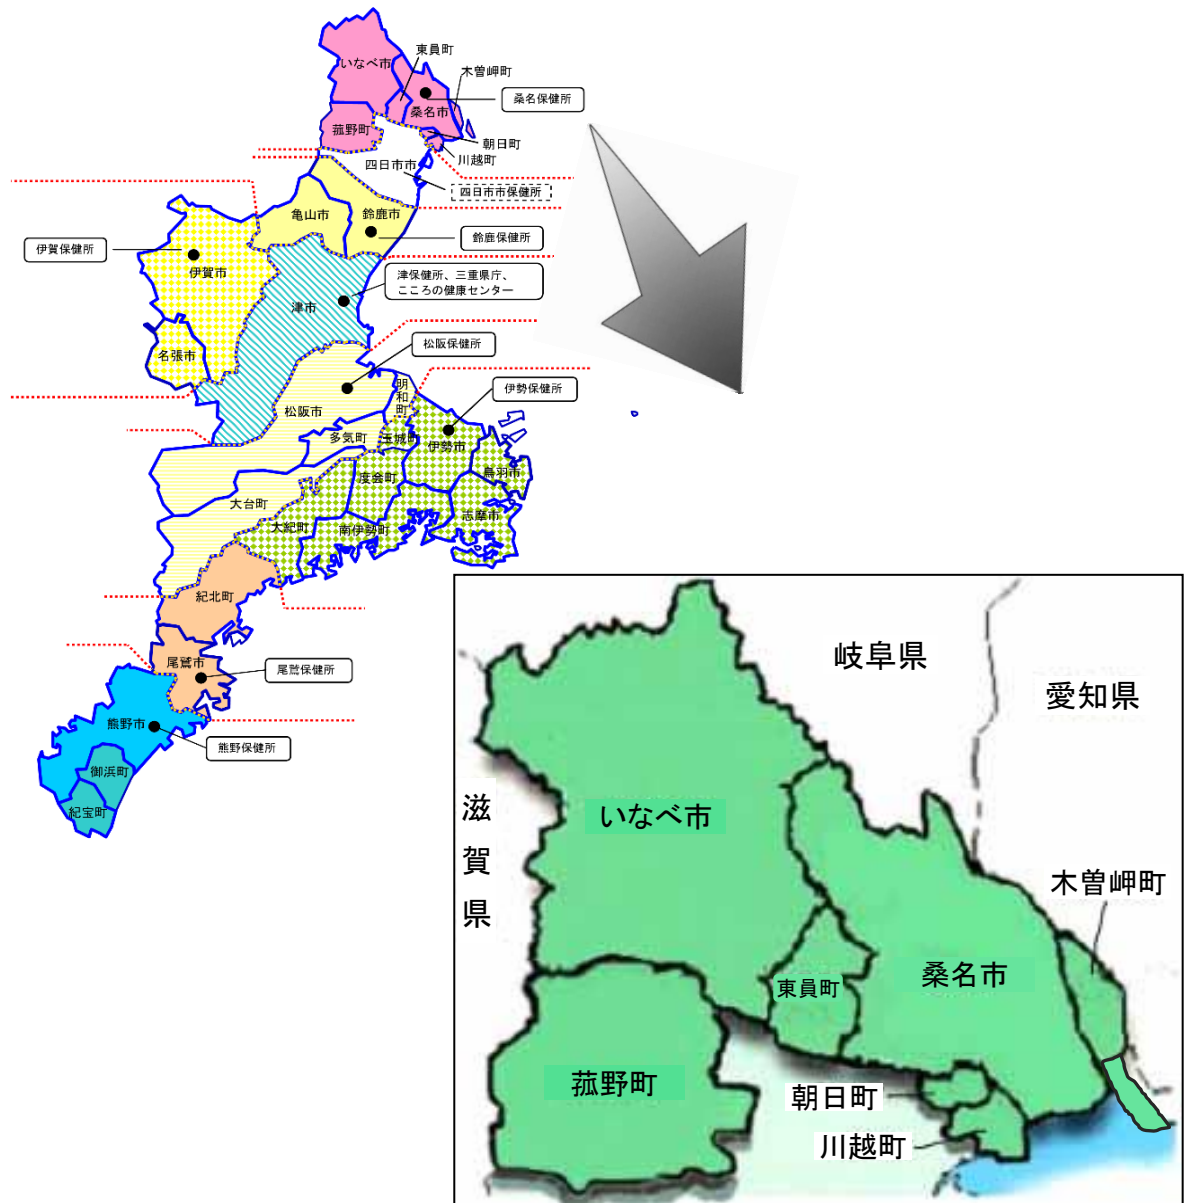 東員町
いなべ市
木曽岬町
桑名保健所
桑名市
菰野町
朝日町
川越町
四日市市
四日市市保健所
亀山市
鈴鹿市
鈴鹿保健所
伊賀保健所
伊賀市
津保健所、三重県庁、
こころの健康センター
津市
松阪保健所
名張市
明
和
町
伊勢保健所
松阪市
多気町
玉城町
伊勢市
鳥羽市
度会町
大台町
志摩市
大紀町
南伊勢町
紀北町
尾鷲市
尾鷲保健所
熊野市
熊野保健所
御浜町
紀宝町
岐阜県
愛知県
滋
賀
県
いなべ市
木曽岬町
桑名市
東員町
菰野町
朝日町
川越町